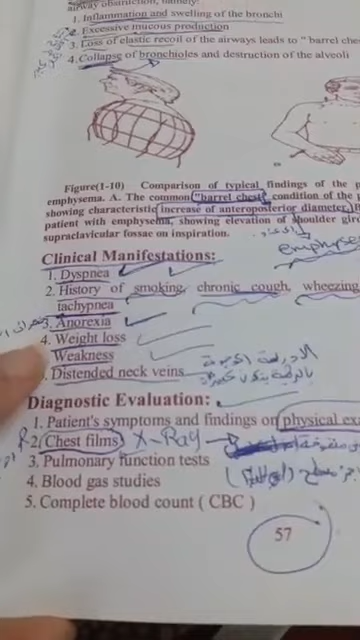 airway obstruction, namely:
1. Inflammation and swelling of the bronchi
2. Excessive mucous production
3. Loss of elastic recoil of the airways leads to "barrel che
4. Collapse of bronchioles and destruction of the alveoli
Figure(1-10) Comparison of typical findings of the p
emphysema. A. The common "barrel chest" condition of the p
showing characteristic increase of anteroposterior diameter.
patient with emphysema, showing elevation of shoulder gir
supraclavicular fossae on inspiration.
emphyse
Clinical Manifestations:
1. Dyspnea
2. History of smoking, chronic cough, wheezing
tachypnea
3. Anorexia
4. Weight loss
Weakness
Distended neck veins
Diagnostic Evaluation:
1. Patient's symptoms and findings on physical ex
2. Chest films X-Ray
3. Pulmonary function tests
4. Blood gas studies
5. Complete blood count ( CBC )
57